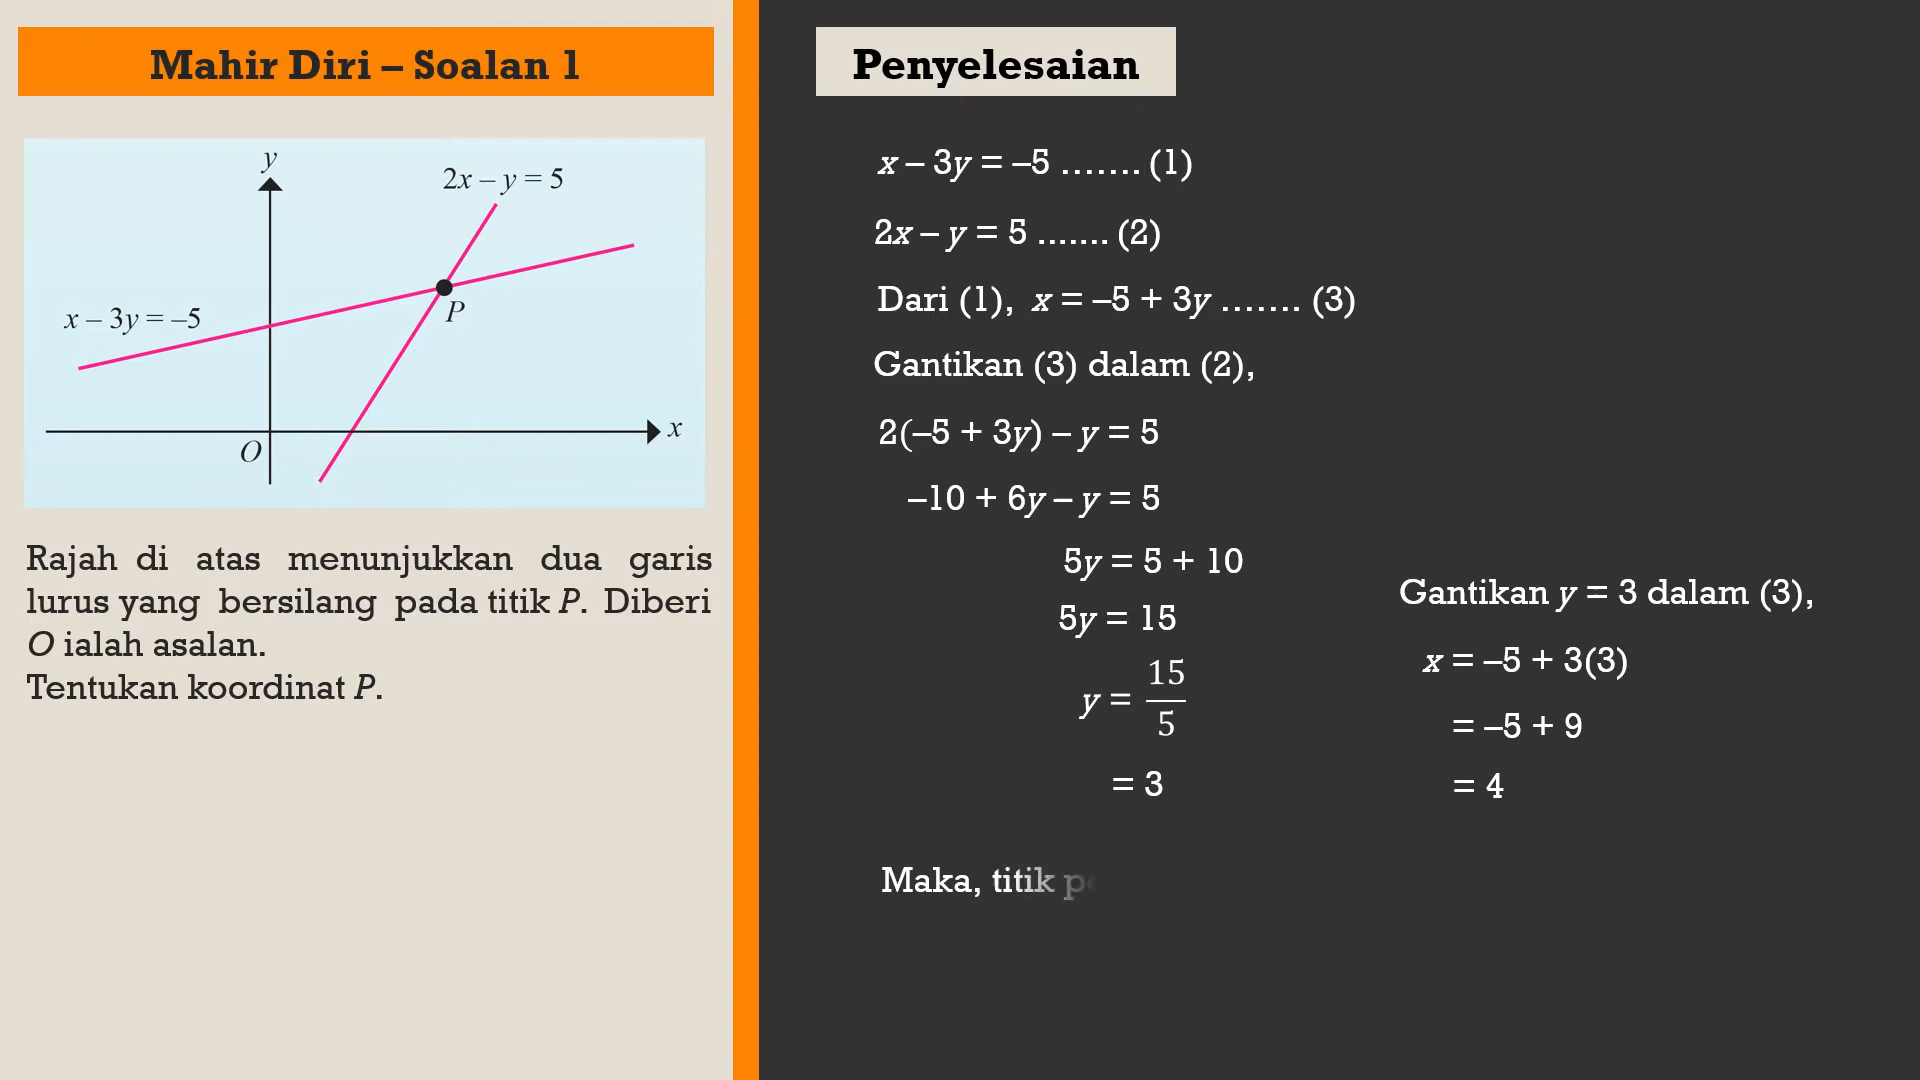 Mahir Diri – Soalan 1
y
2x – y = 5
x – 3y = –5
P
x
O
Rajah di atas menunjukkan dua garis
lurus yang bersilang pada titik P. Diberi
O ialah asalan.
Tentukan koordinat P.
Penyelesaian
x – 3y = –5 ……. (1)
2x – y = 5 ……. (2)
Dari (1), x = –5 + 3y ……. (3)
Gantikan (3) dalam (2),
2(–5 + 3y) – y = 5
–10 + 6y – y = 5
5y = 5 + 10
5y = 15
y = 15/5
= 3
Gantikan y = 3 dalam (3),
x = –5 + 3(3)
= –5 + 9
= 4
Maka, titik